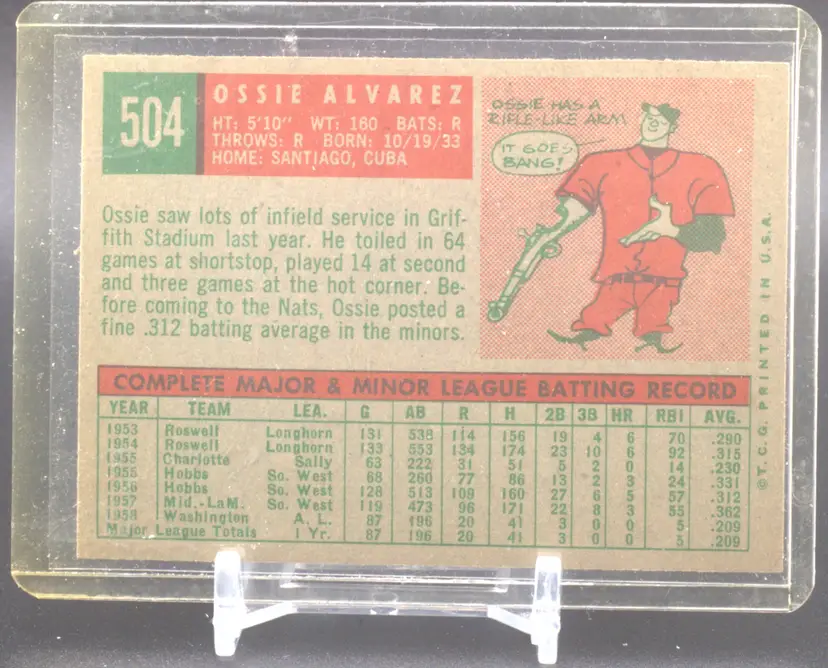 504
OSSIE ALVAREZ
HT: 5'10" WT: 160 BATS: R
THROWS: R BORN: 10/19/33
HOME: SANTIAGO, CUBA
OSSIE HAS A
RIFLE-LIKE ARM
IT GOES
BANG!
Ossie saw lots of infield service in Grif-
fith Stadium last year. He toiled in 64
games at shortstop, played 14 at second
and three games at the hot corner. Be-
fore coming to the Nats, Ossie posted a
fine .312 batting average in the minors.
COMPLETE MAJOR & MINOR LEAGUE BATTING RECORD
YEAR TEAM LEA. G AB R H 2B 3B HR RBI AVG.
1953 Roswell Longhorn 131 538 114 156 19 4 6 70 .290
1954 Roswell Longhorn 133 553 134 174 23 10 6 92 .315
1955 Charlotte Sally 63 222 31 51 5 2 0 14 .230
1955 Hobbs So. West 68 260 77 86 13 2 3 24 .331
1956 Hobbs So. West 128 513 109 160 27 6 5 57 .312
1957 Mid.-LaM. So. West 119 473 96 171 22 8 3 55 .362
1958 Washington A. L. 87 196 20 41 3 0 0 5 .209
Major League Totals 1 Yr. 87 196 20 41 3 0 0 5 .209
© T. C. G. PRINTED IN U.S.A.